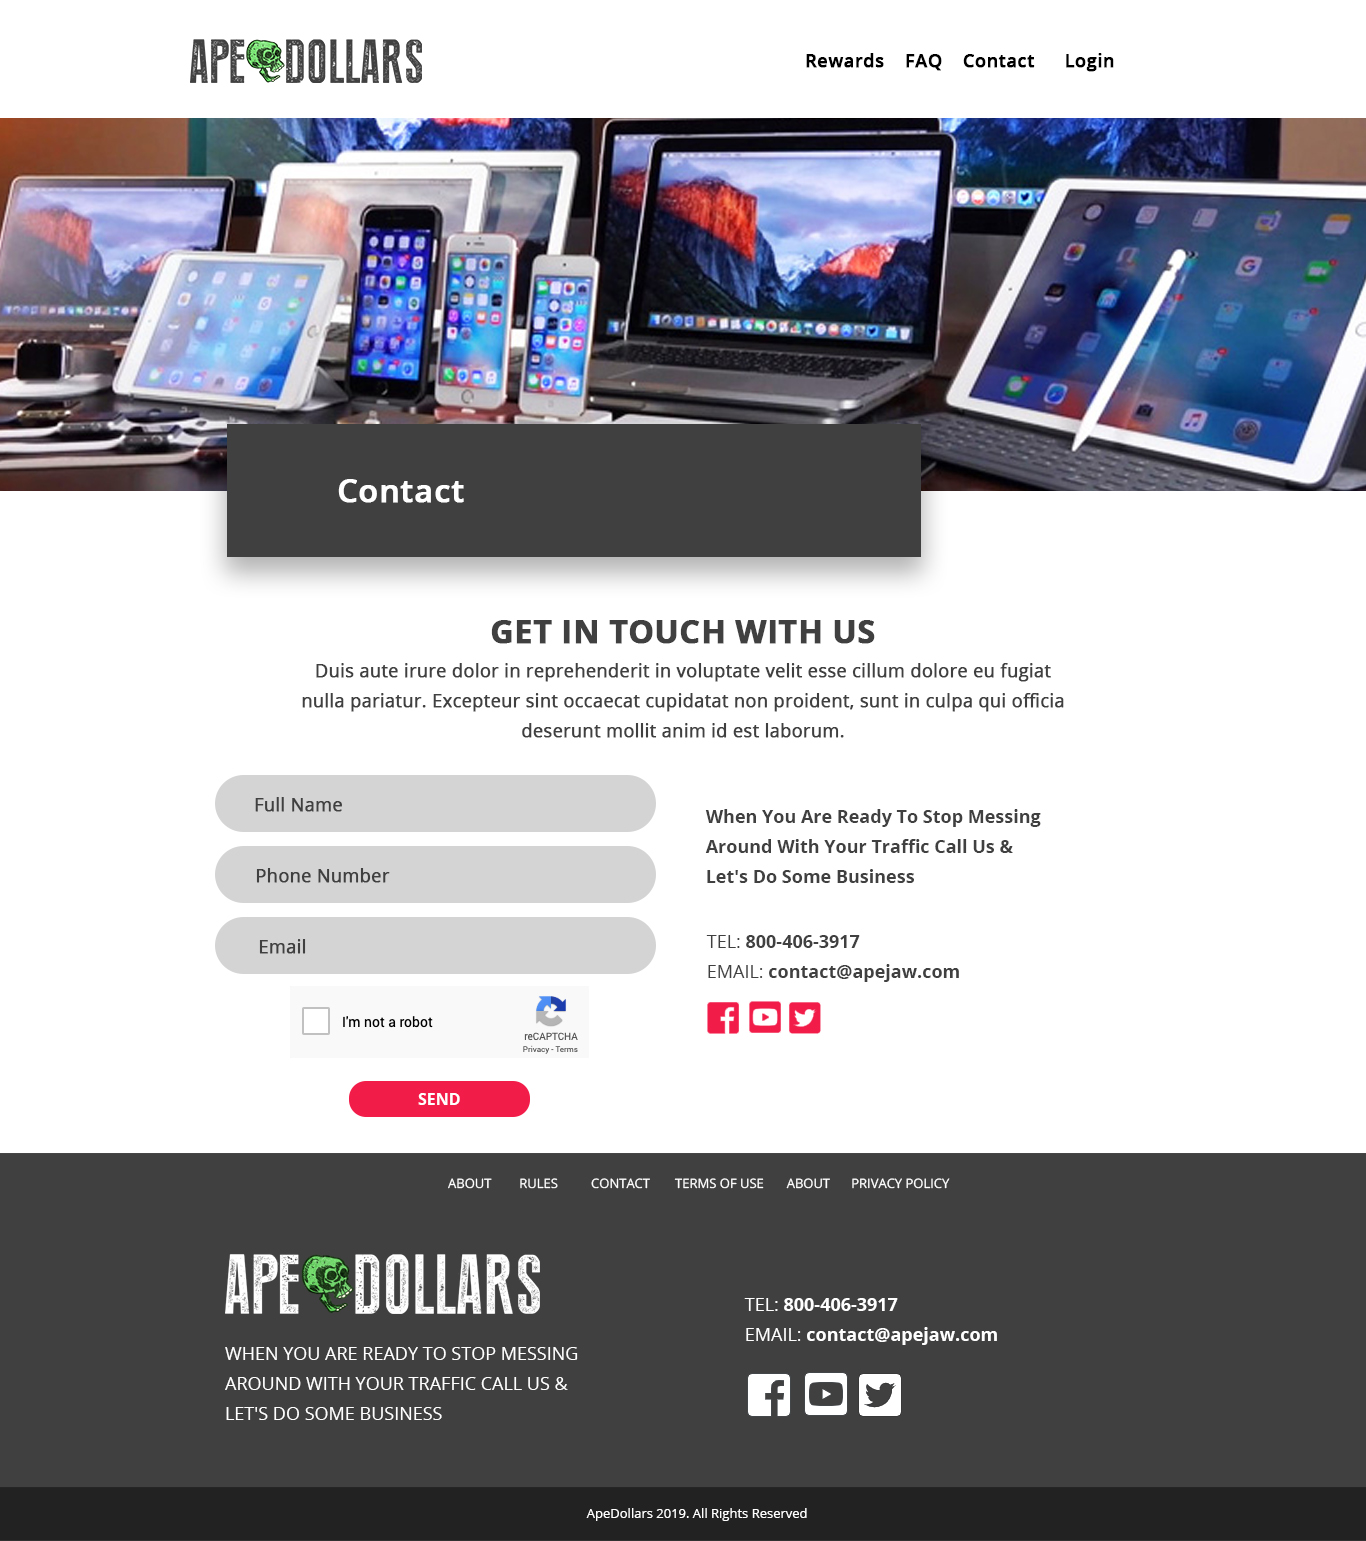 APE DOLLARS
Rewards FAQ Contact Login
Contact
GET IN TOUCH WITH US
Duis aute irure dolor in reprehenderit in voluptate velit esse cillum dolore eu fugiat
nulla pariatur. Excepteur sint occaecat cupidatat non proident, sunt in culpa qui officia
deserunt mollit anim id est laborum.
Full Name
Phone Number
Email
I'm not a robot
reCAPTCHA
Privacy - Terms
SEND
When You Are Ready To Stop Messing
Around With Your Traffic Call Us &
Let's Do Some Business
TEL: 800-406-3917
EMAIL: contact@apejaw.com
ABOUT RULES CONTACT TERMS OF USE ABOUT PRIVACY POLICY
APE DOLLARS
WHEN YOU ARE READY TO STOP MESSING
AROUND WITH YOUR TRAFFIC CALL US &
LET'S DO SOME BUSINESS
TEL: 800-406-3917
EMAIL: contact@apejaw.com
ApeDollars 2019. All Rights Reserved